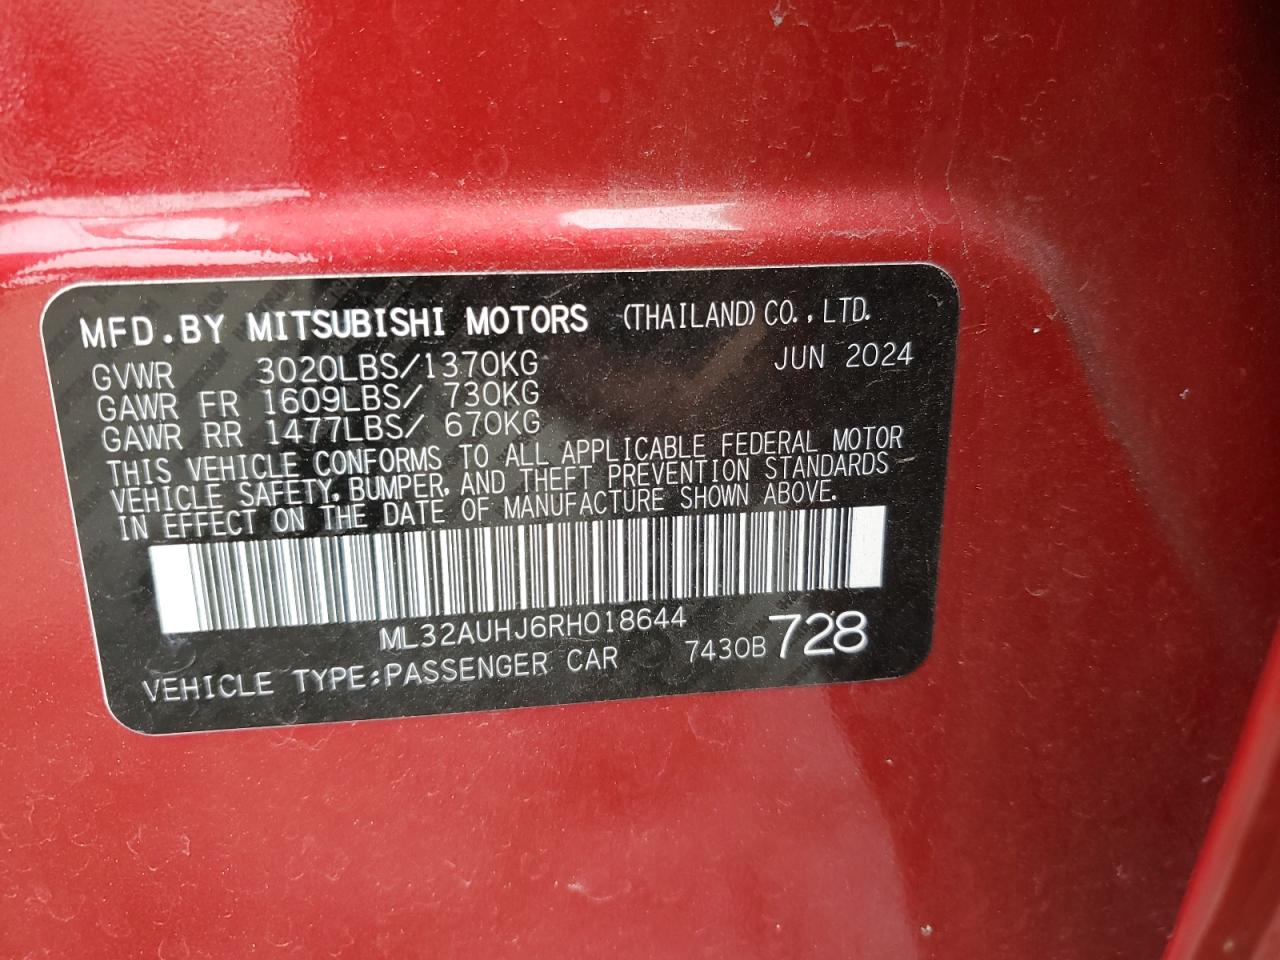 MFD.BY MITSUBISHI MOTORS (THAILAND) CO.,LTD.
GVWR 3020LBS/1370KG JUN 2024
GAWR FR 1609LBS/ 730KG
GAWR RR 1477LBS/ 670KG
THIS VEHICLE CONFORMS TO ALL APPLICABLE FEDERAL MOTOR
VEHICLE SAFETY, BUMPER, AND THEFT PREVENTION STANDARDS
IN EFFECT ON THE DATE OF MANUFACTURE SHOWN ABOVE.
ML32AUHJ6RH018644
VEHICLE TYPE:PASSENGER CAR 7430B 728